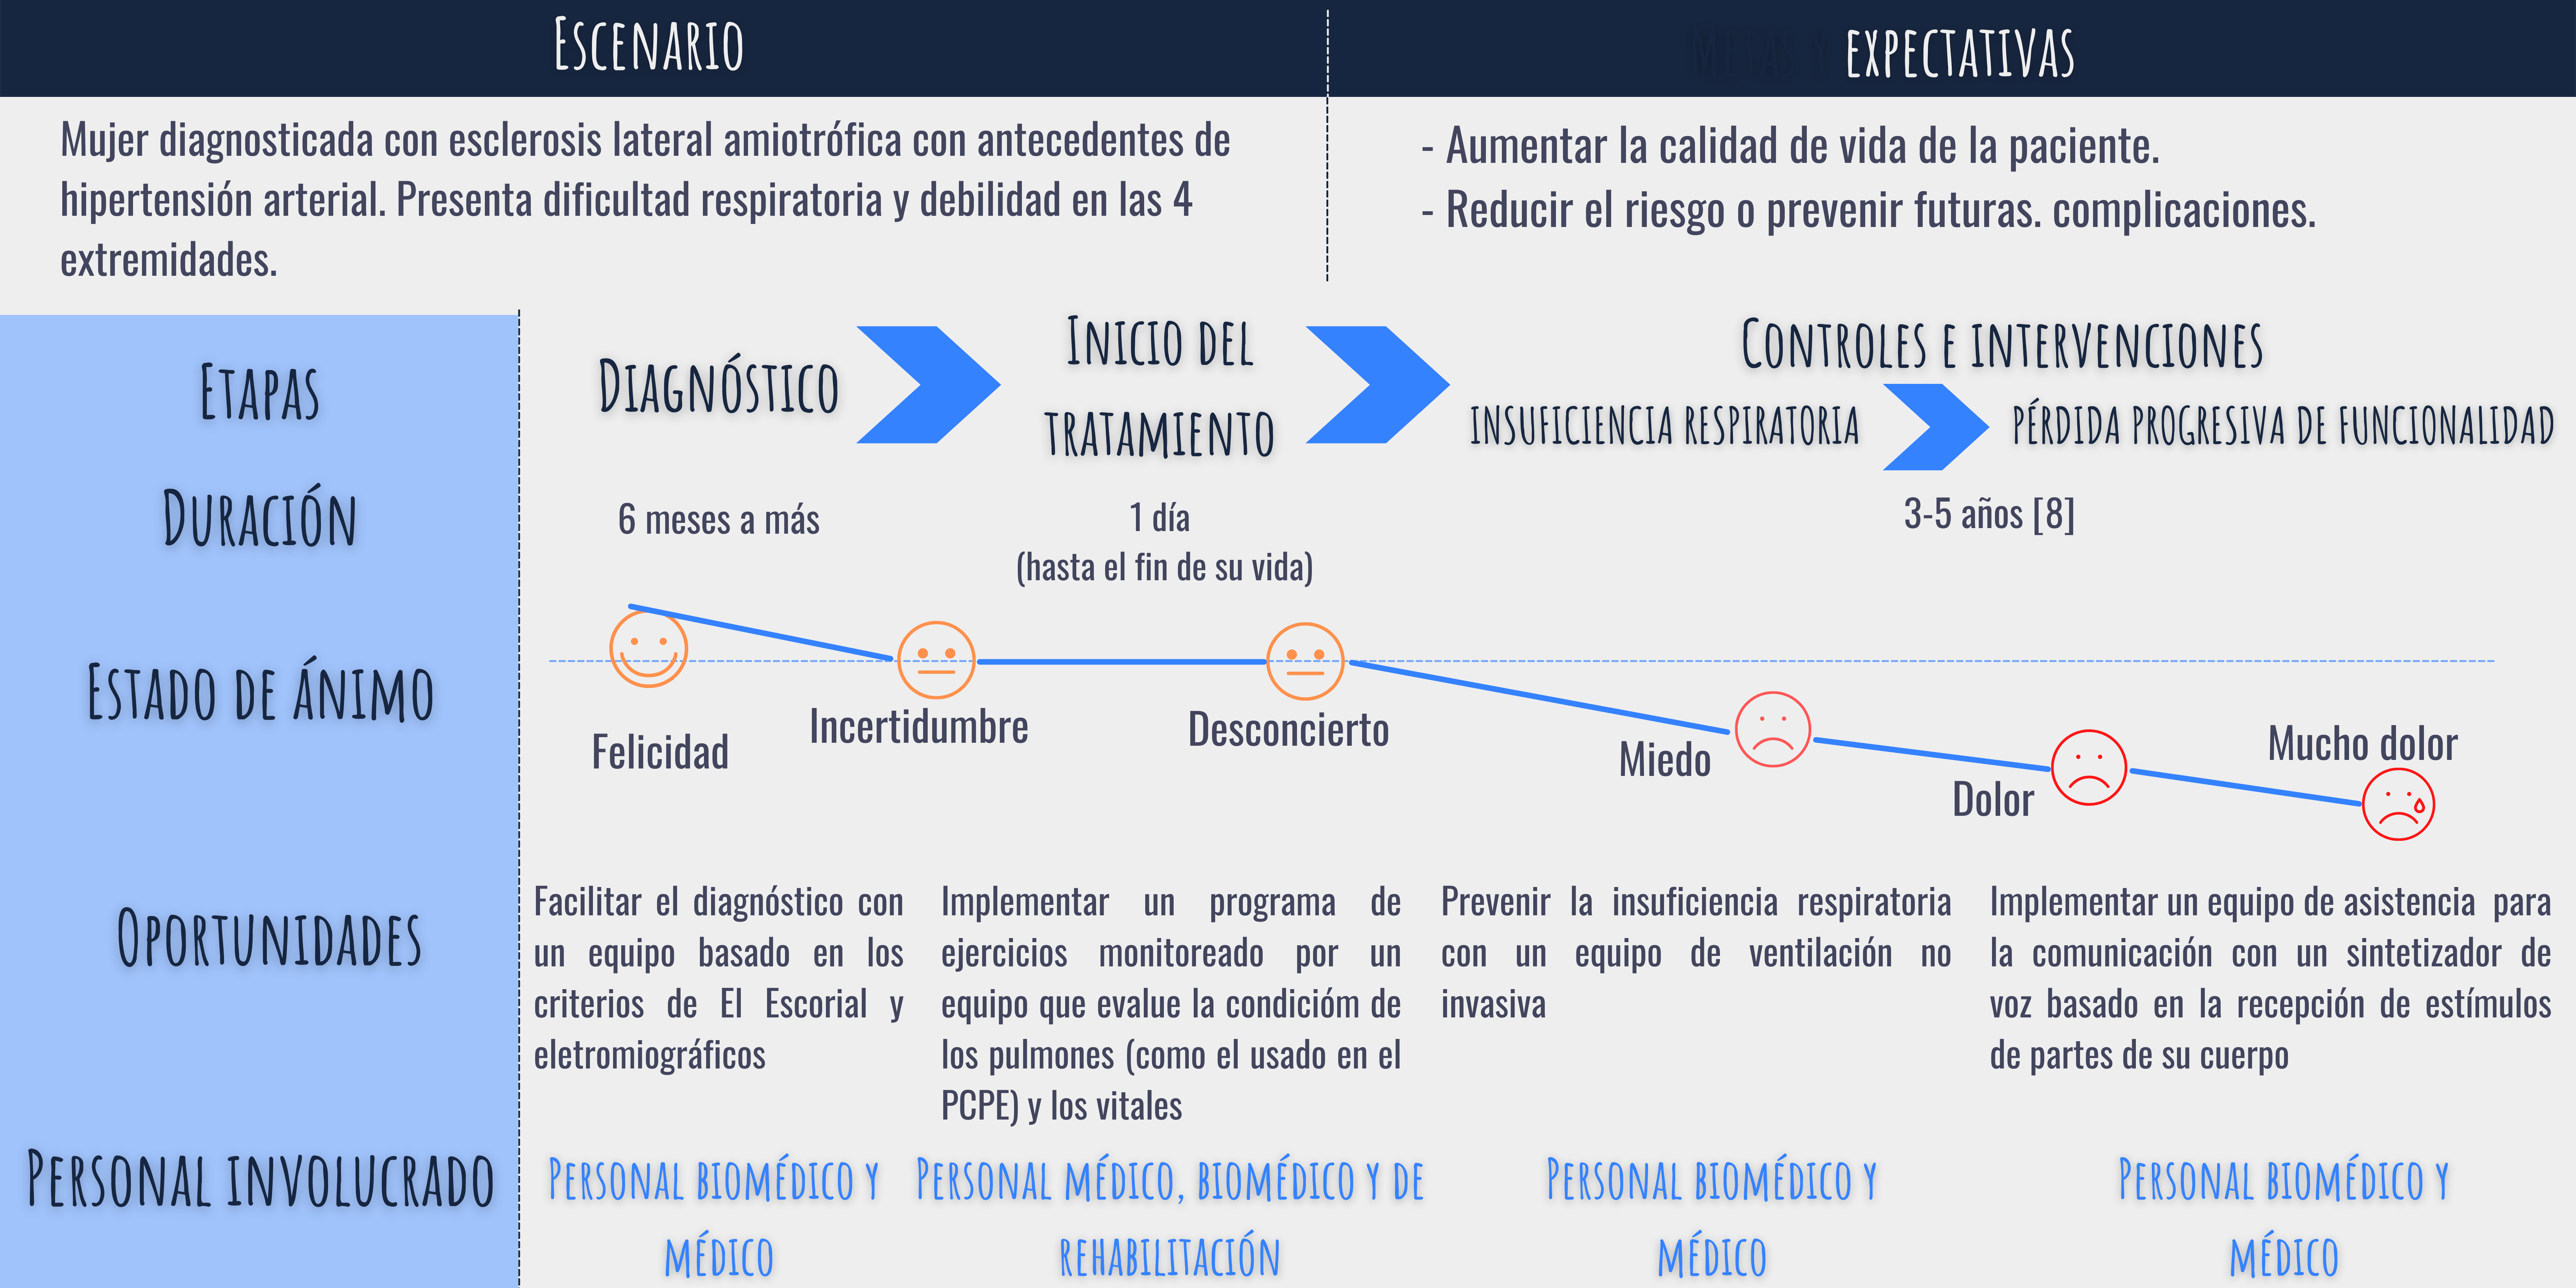 Escenario
Metas y expectativas
Mujer diagnosticada con esclerosis lateral amiotrófica con antecedentes de
hipertensión arterial. Presenta dificultad respiratoria y debilidad en las 4
extremidades.
- Aumentar la calidad de vida de la paciente.
- Reducir el riesgo o prevenir futuras. complicaciones.
Etapas
Diagnóstico
Inicio del
tratamiento
Controles e intervenciones
insuficiencia respiratoria
pérdida progresiva de funcionalidad
Duración
6 meses a más
1 día
(hasta el fin de su vida)
3-5 años [8]
Estado de ánimo
Felicidad
Incertidumbre
Desconcierto
Miedo
Dolor
Mucho dolor
Oportunidades
Facilitar el diagnóstico con
un equipo basado en los
criterios de El Escorial y
eletromiográficos
Implementar un programa de
ejercicios monitoreado por un
equipo que evalue la condicióm de
los pulmones (como el usado en el
PCPE) y los vitales
Prevenir la insuficiencia respiratoria
con un equipo de ventilación no
invasiva
Implementar un equipo de asistencia para
la comunicación con un sintetizador de
voz basado en la recepción de estímulos
de partes de su cuerpo
Personal involucrado
Personal biomédico y
médico
Personal médico, biomédico y de
rehabilitación
Personal biomédico y
médico
Personal biomédico y
médico